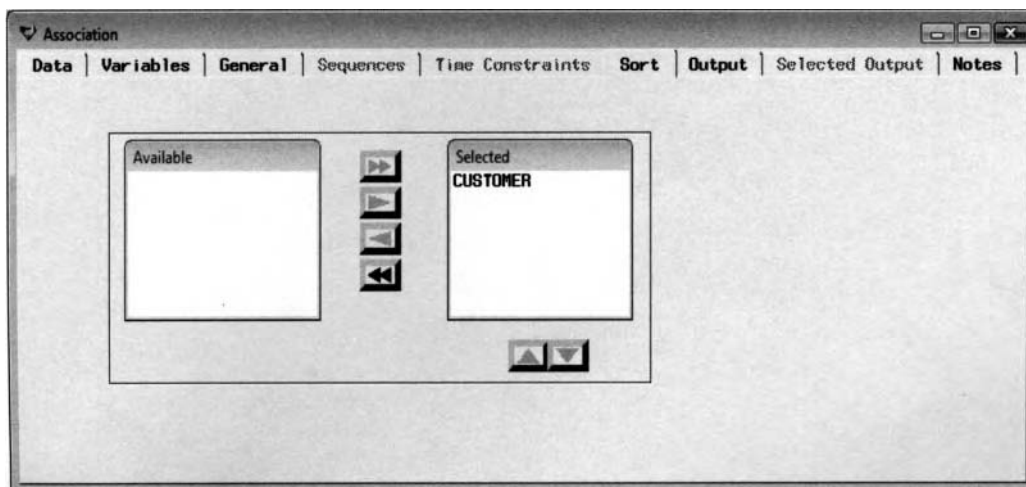 Association
Data Variables General Sequences Time Constraints Sort Output Selected Output Notes
Available Selected
CUSTOMER